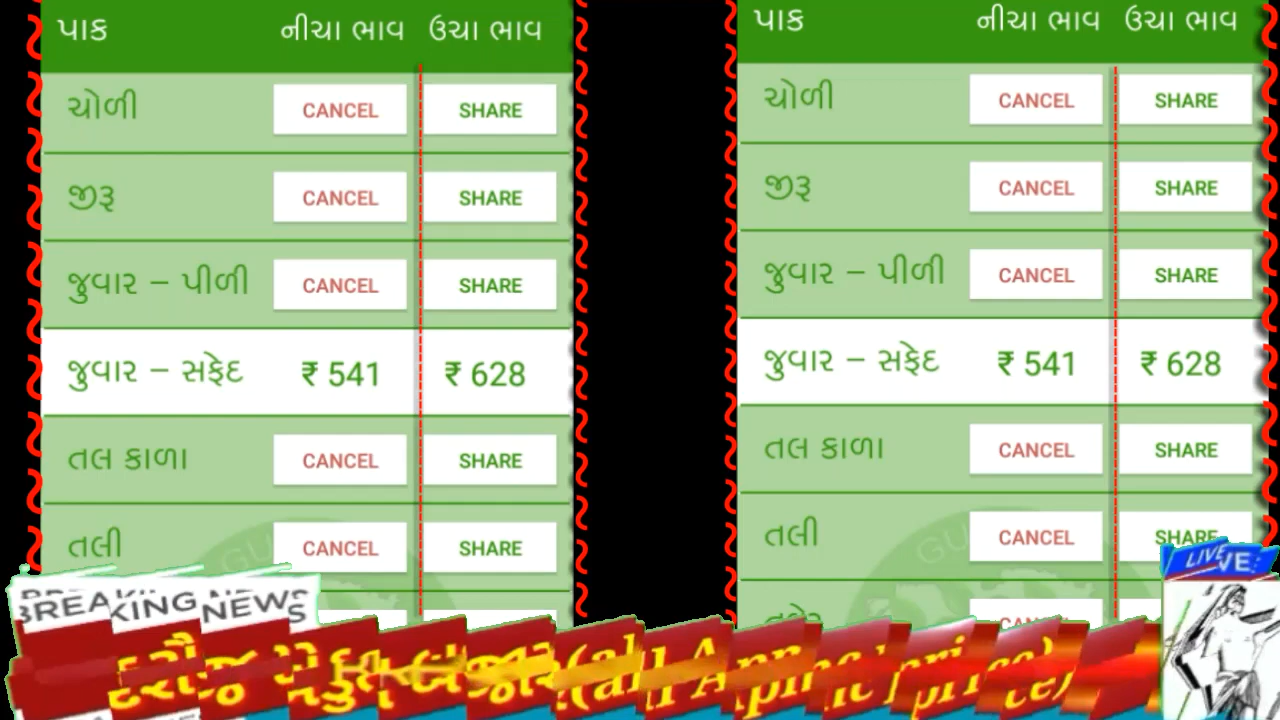 પાક નીચા ભાવ ઉચા ભાવ
ચોળી CANCEL SHARE
જીરૂ CANCEL SHARE
જુવાર – પીળી CANCEL SHARE
જુવાર – સફેદ ₹ 541 ₹ 628
તલ કાળા CANCEL SHARE
તલી CANCEL SHARE
પાક નીચા ભાવ ઉચા ભાવ
ચોળી CANCEL SHARE
જીરૂ CANCEL SHARE
જુવાર – પીળી CANCEL SHARE
જુવાર – સફેદ ₹ 541 ₹ 628
તલ કાળા CANCEL SHARE
તલી CANCEL SHARE
LIVE
BREAKING NEWS